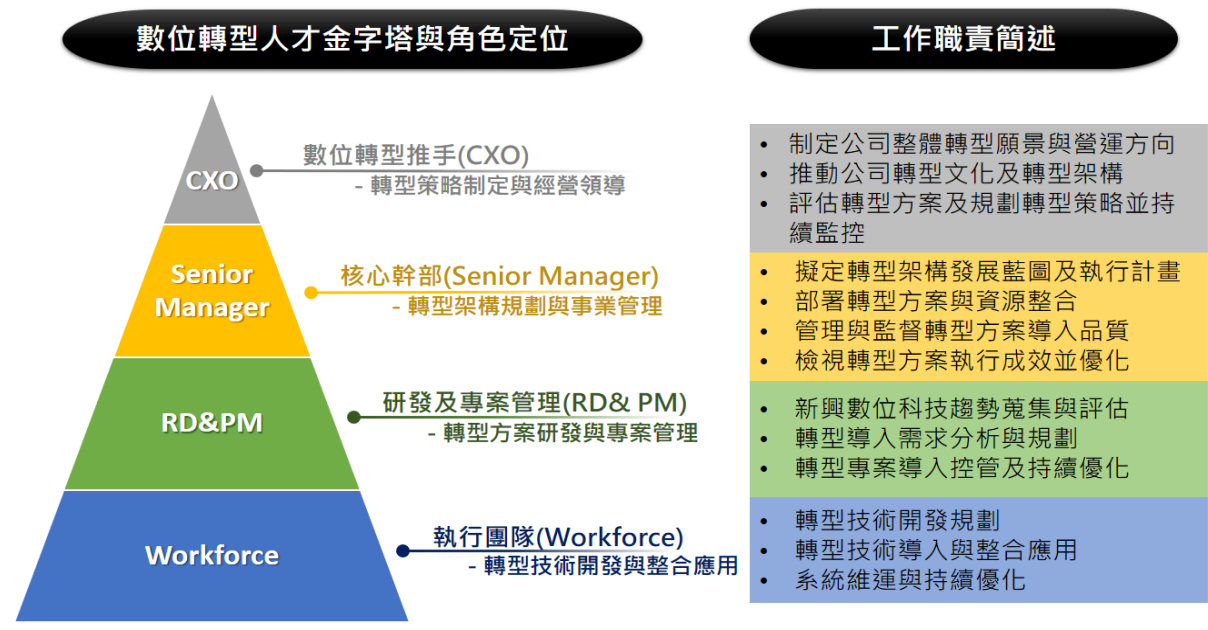 數位轉型人才金字塔與角色定位
工作職責簡述
CXO
數位轉型推手(CXO)
- 轉型策略制定與經營領導
• 制定公司整體轉型願景與營運方向
• 推動公司轉型文化及轉型架構
• 評估轉型方案及規劃轉型策略並持
續監控
Senior
Manager
核心幹部(Senior Manager)
- 轉型架構規劃與事業管理
• 擬定轉型架構發展藍圖及執行計畫
• 部署轉型方案與資源整合
• 管理與監督轉型方案導入品質
• 檢視轉型方案執行成效並優化
RD&PM
研發及專案管理(RD& PM)
- 轉型方案研發與專案管理
• 新興數位科技趨勢蒐集與評估
• 轉型導入需求分析與規劃
• 轉型專案導入控管及持續優化
Workforce
執行團隊(Workforce)
- 轉型技術開發與整合應用
• 轉型技術開發規劃
• 轉型技術導入與整合應用
• 系統維運與持續優化